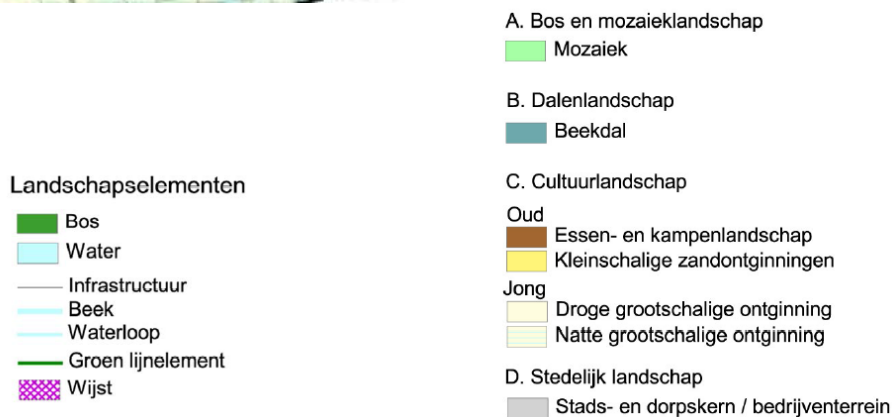 Landschapselementen
Bos
Water
Infrastructuur
Beek
Waterloop
Groen lijnelement
Wijst
A. Bos en mozaieklandschap
Mozaiek
B. Dalenlandschap
Beekdal
C. Cultuurlandschap
Oud
Essen- en kampenlandschap
Kleinschalige zandontginningen
Jong
Droge grootschalige ontginning
Natte grootschalige ontginning
D. Stedelijk landschap
Stads- en dorpskern / bedrijventerrein